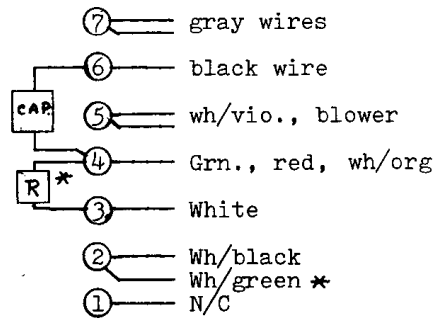 7 gray wires
6 black wire
CAP.
5 wh/vio., blower
4 Grn., red, wh/org
R *
3 White
2 Wh/black
Wh/green *
1 N/C